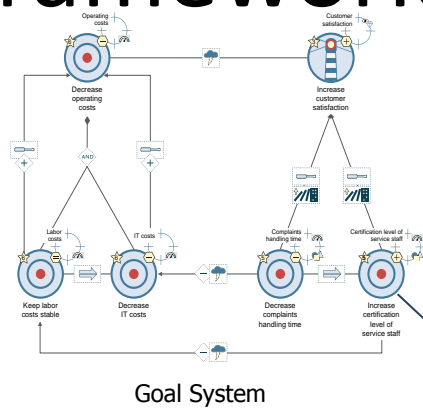 Operating
costs
Customer
satisfaction
Decrease
operating
costs
Increase
customer
satisfaction
AND
Labor
costs
IT costs
Complaints
handling time
Certification level of
service staff
Keep labor
costs stable
Decrease
IT costs
Decrease
complaints
handling time
Increase
certification
level of
service staff
Goal System